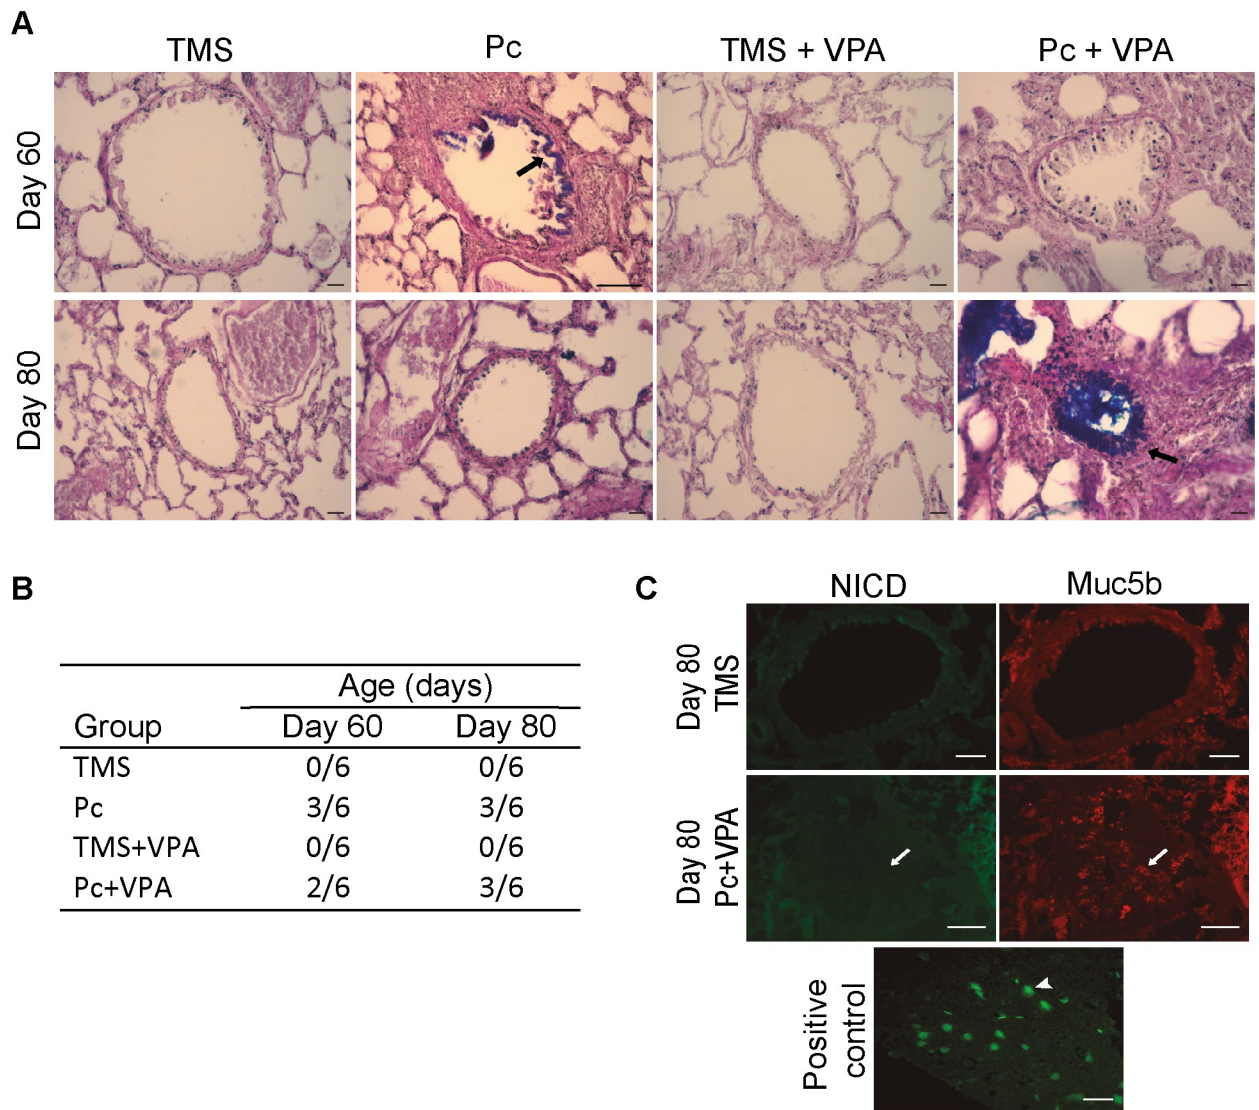 A
TMS
Pc
TMS + VPA
Pc + VPA
Day 60
Day 80
B
Age (days)
Group Day 60 Day 80
TMS 0/6 0/6
Pc 3/6 3/6
TMS+VPA 0/6 0/6
Pc+VPA 2/6 3/6
C
NICD
Muc5b
Day 80
TMS
Day 80
Pc+VPA
Positive
control